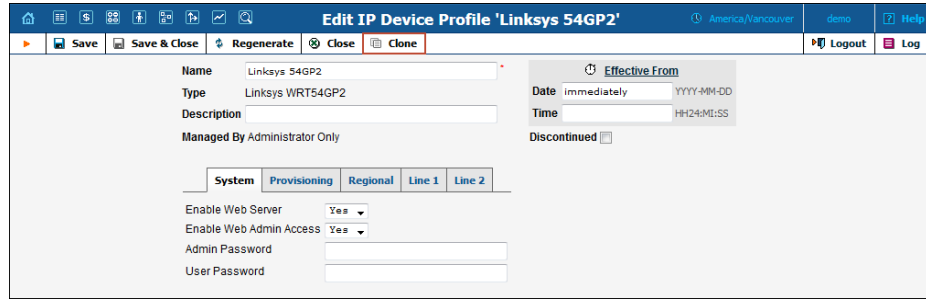 Edit IP Device Profile 'Linksys 54GP2' America/Vancouver demo ? Help
Save Save & Close Regenerate Close Clone Logout Log
Name Linksys 54GP2 *
Effective From
Type Linksys WRT54GP2
Date immediately YYYY-MM-DD
Description
Time HH24:MI:SS
Managed By Administrator Only
Discontinued
System Provisioning Regional Line 1 Line 2
Enable Web Server Yes
Enable Web Admin Access Yes
Admin Password
User Password